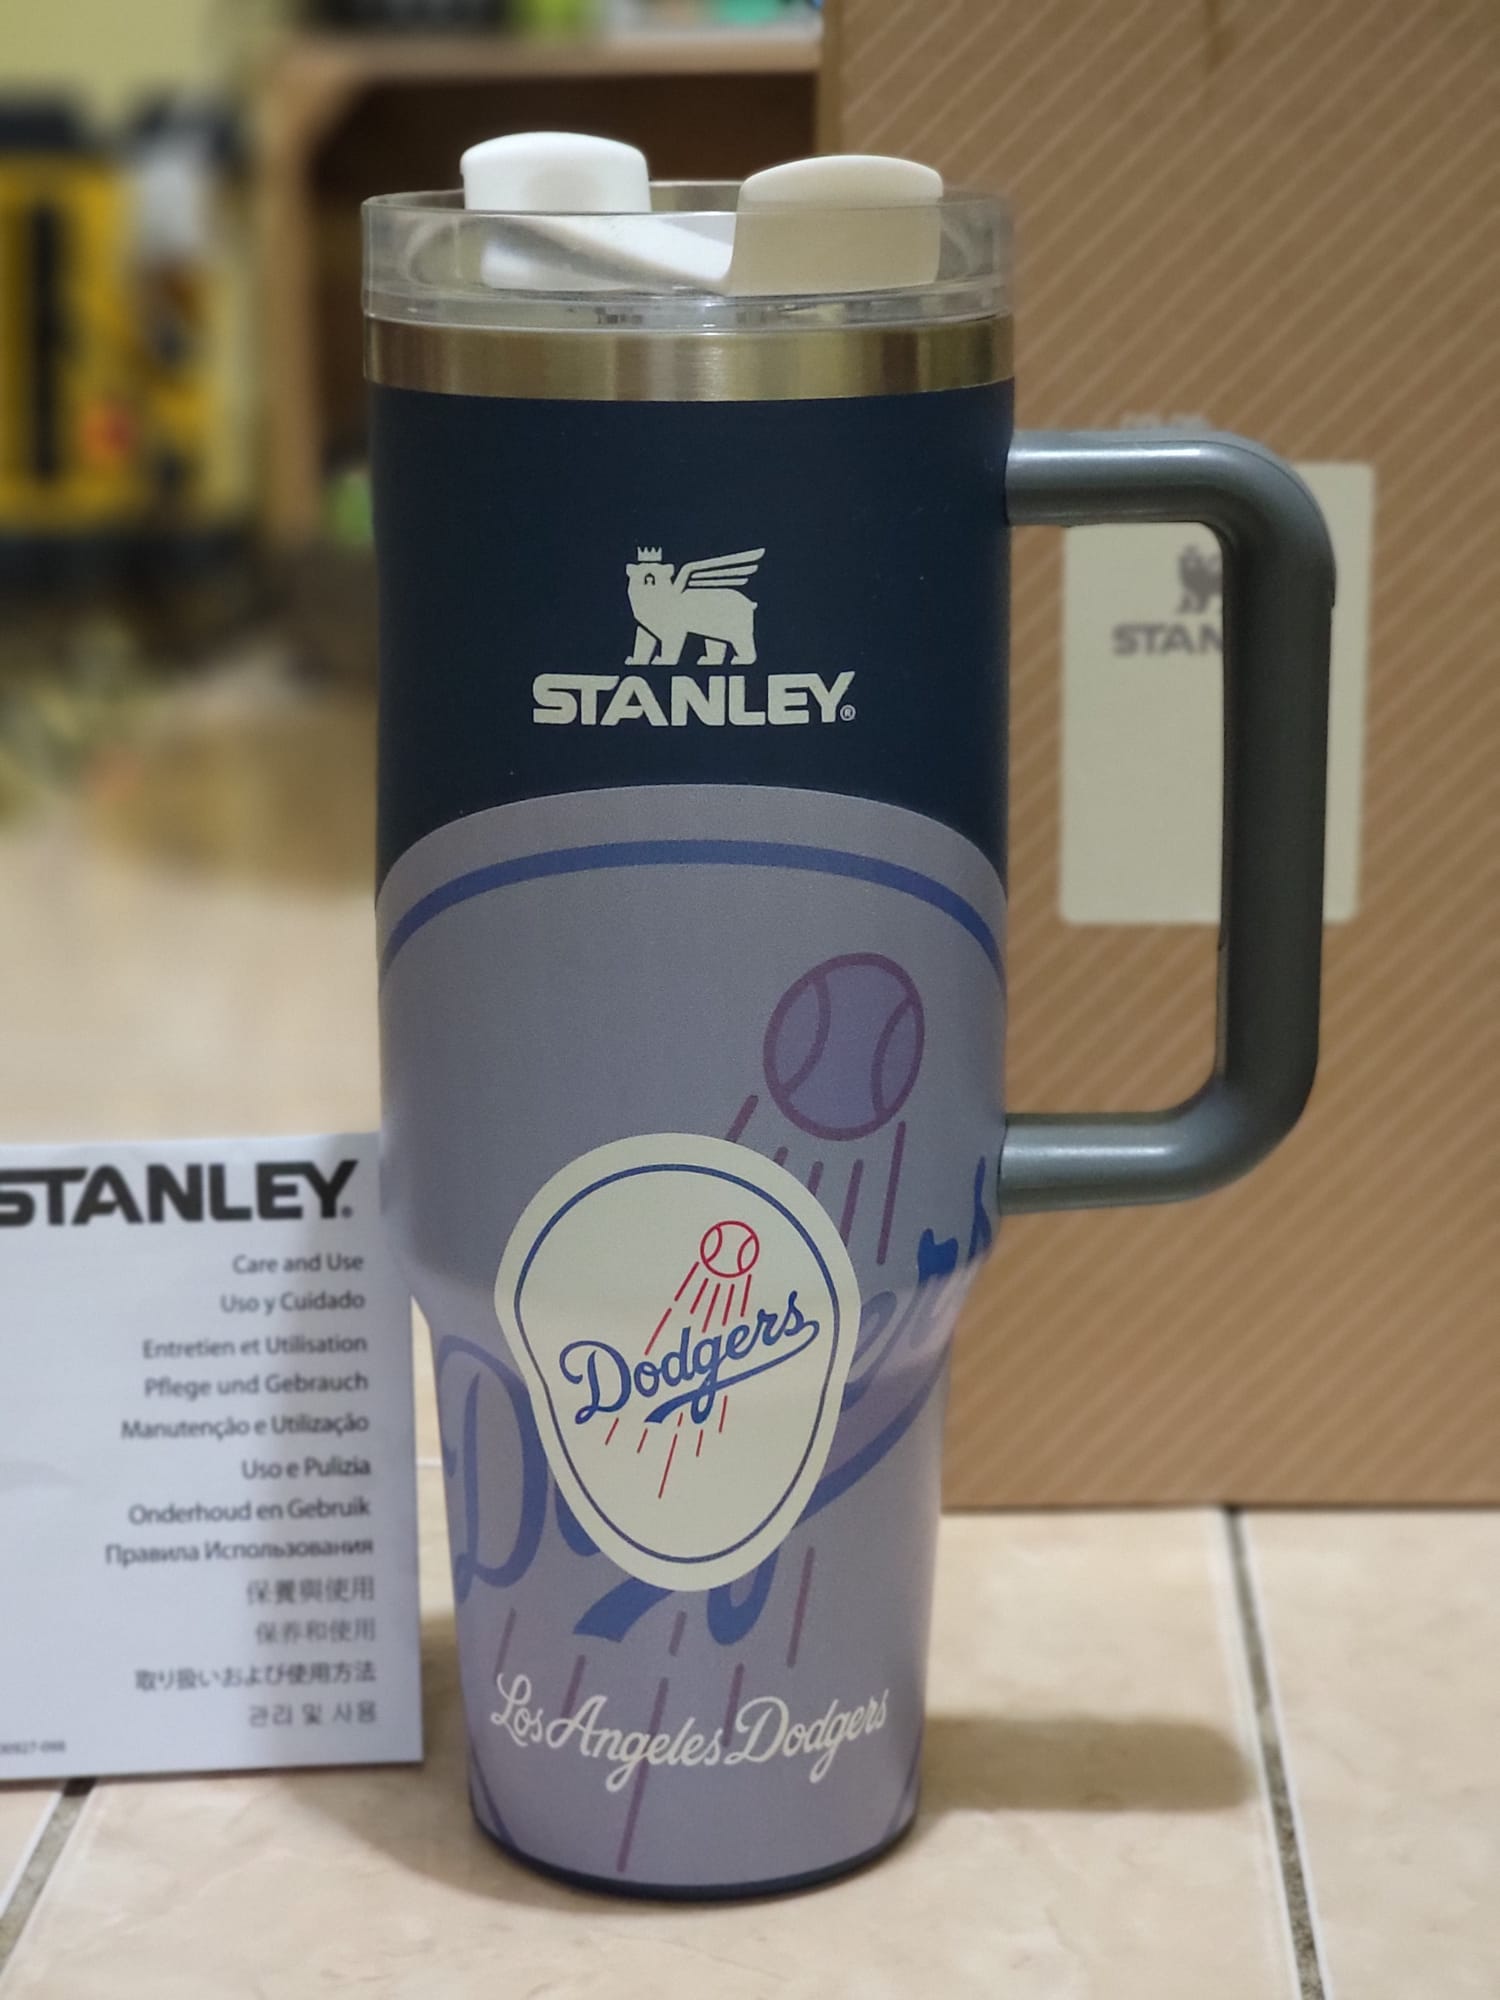 STANLEY®
Dodgers
Dodgers
Los Angeles Dodgers
STANLEY.
Care and Use
Uso y Cuidado
Entretien et Utilisation
Pflege und Gebrauch
Manutenção e Utilização
Uso e Pulizia
Onderhoud en Gebruik
Правила Использования
保養與使用
保养和使用
取り扱いおよび使用方法
관리 및 사용
STAN